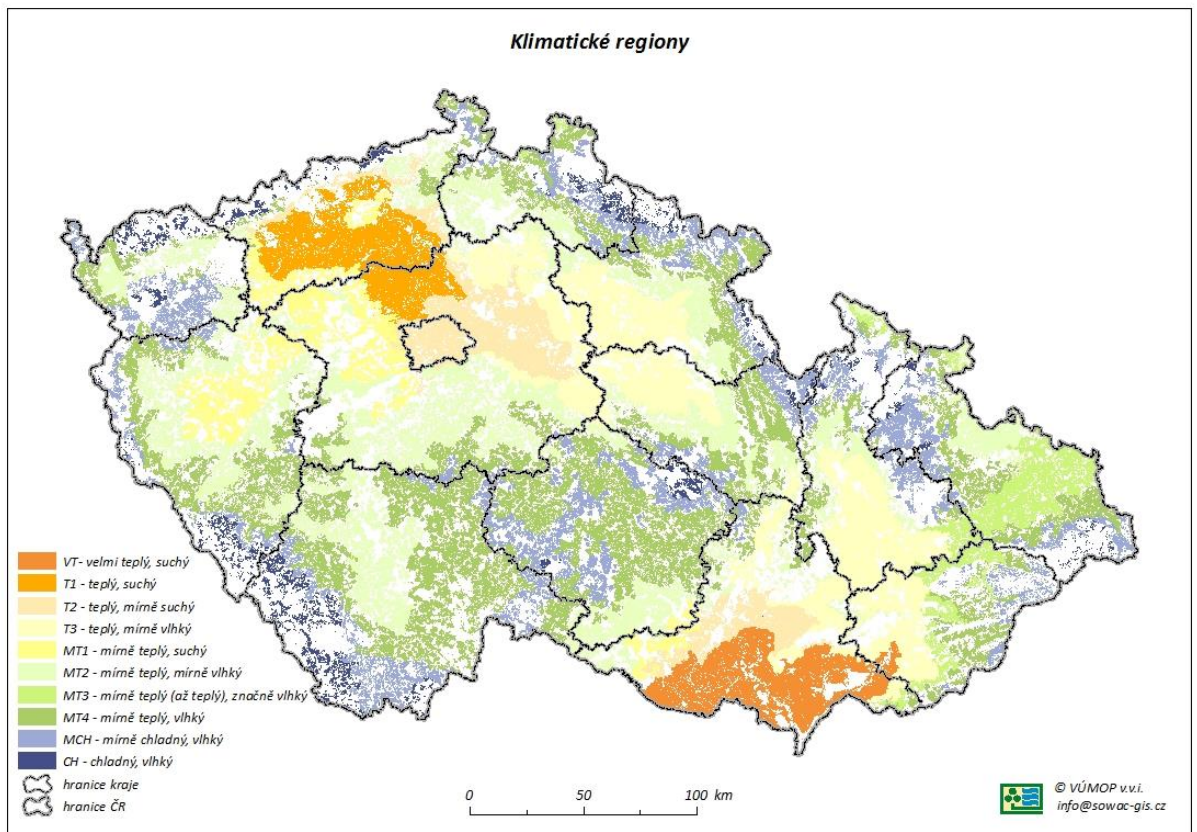 Klimatické regiony
VT - velmi teplý, suchý
T1 - teplý, suchý
T2 - teplý, mírně suchý
T3 - teplý, mírně vlhký
MT1 - mírně teplý, suchý
MT2 - mírně teplý, mírně vlhký
MT3 - mírně teplý (až teplý), značně vlhký
MT4 - mírně teplý, vlhký
MCH - mírně chladný, vlhký
CH - chladný, vlhký
hranice kraje
hranice ČR
0 50 100 km
© VÚMOP v.v.i.
info@sowac-gis.cz